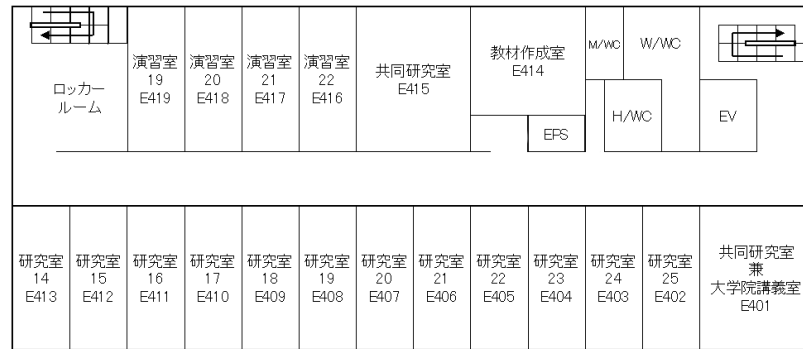 ロッカー
ルーム
演習室
19
E419
演習室
20
E418
演習室
21
E417
演習室
22
E416
共同研究室
E415
教材作成室
E414
EPS
M/WC
W/WC
H/WC
EV
研究室
14
E413
研究室
15
E412
研究室
16
E411
研究室
17
E410
研究室
18
E409
研究室
19
E408
研究室
20
E407
研究室
21
E406
研究室
22
E405
研究室
23
E404
研究室
24
E403
研究室
25
E402
共同研究室
兼
大学院講義室
E401